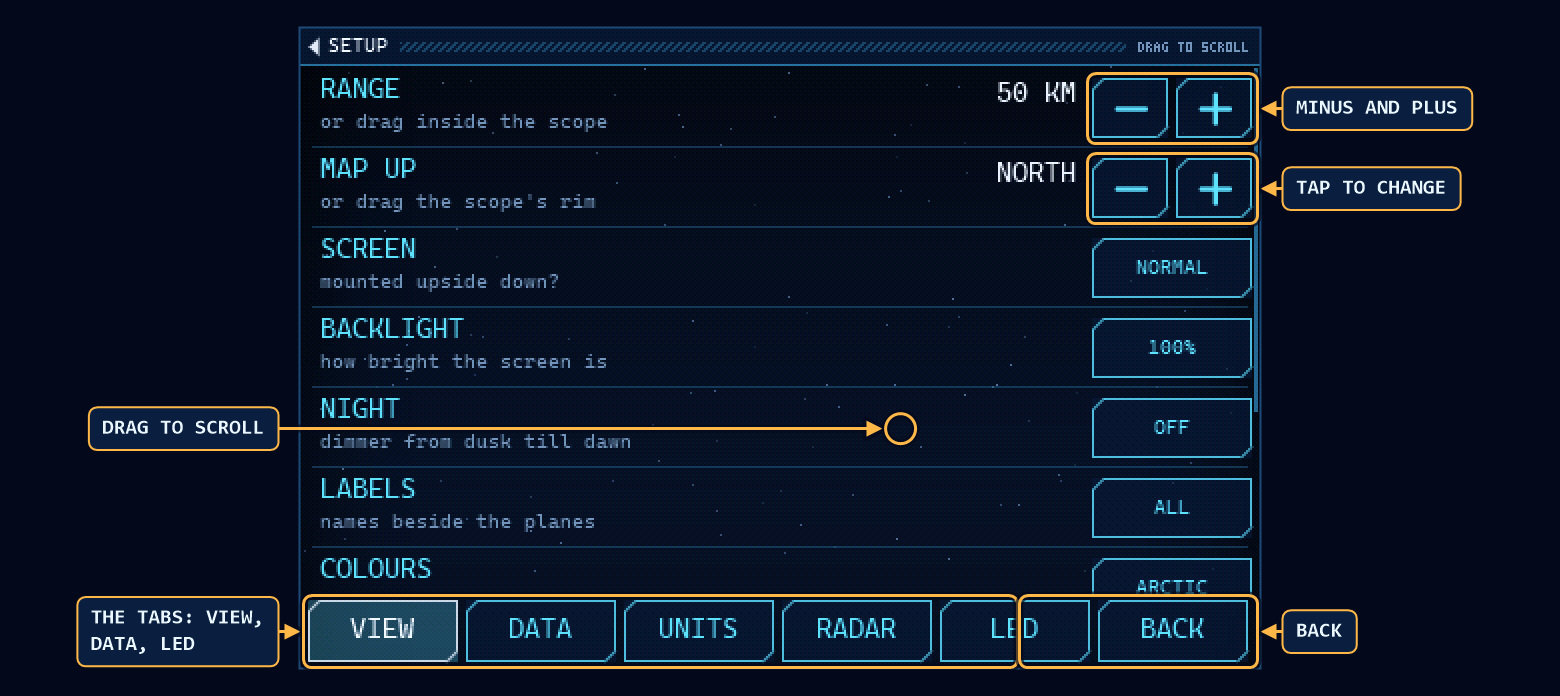 SETUP
DRAG TO SCROLL
RANGE
50 KM
or drag inside the scope
MINUS AND PLUS
MAP UP
NORTH
or drag the scope's rim
TAP TO CHANGE
SCREEN
mounted upside down?
NORMAL
BACKLIGHT
how bright the screen is
100%
NIGHT
dimmer from dusk till dawn
OFF
DRAG TO SCROLL
LABELS
names beside the planes
ALL
COLOURS
ARCTIC
THE TABS: VIEW,
DATA, LED
VIEW
DATA
UNITS
RADAR
LED
BACK
BACK